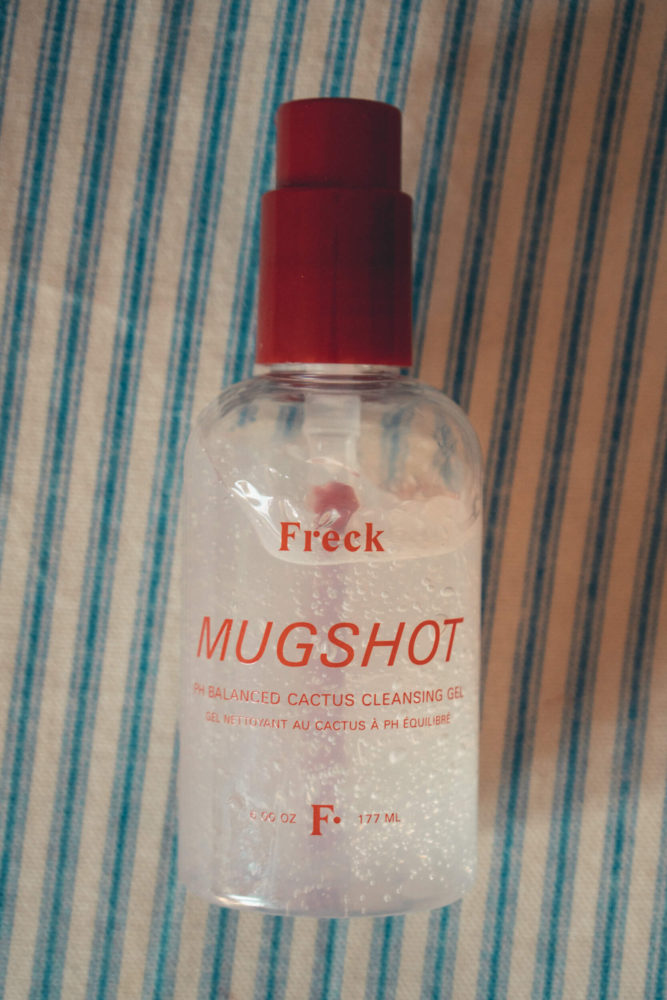 Freck
MUGSHOT
PH BALANCED CACTUS CLEANSING GEL
GEL NETTOYANT AU CACTUS À PH ÉQUILIBRÉ
6.00 OZ F. 177 ML